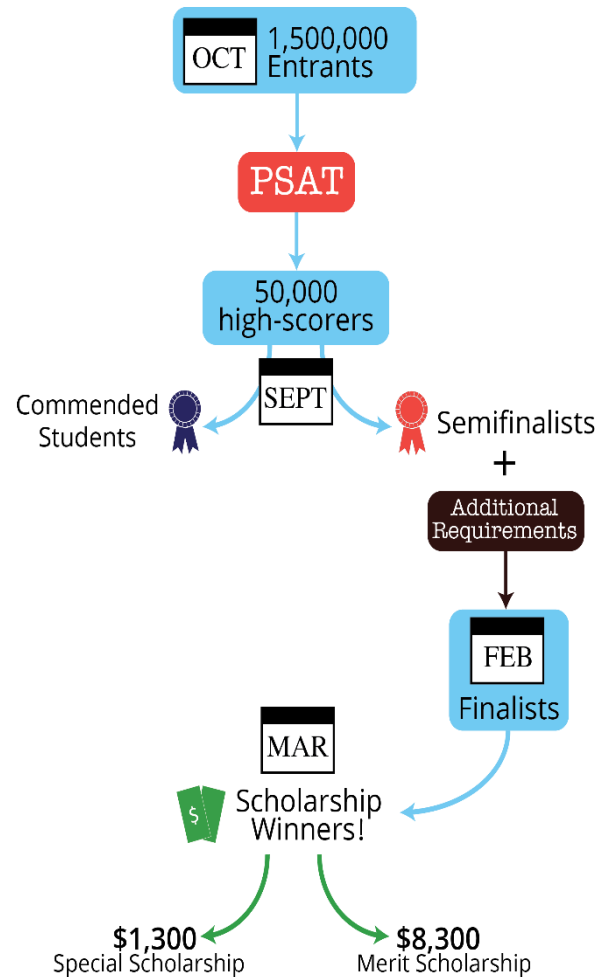 OCT
1,500,000
Entrants
PSAT
50,000
high-scorers
SEPT
Commended
Students
Semifinalists
+
Additional
Requirements
FEB
Finalists
MAR
$
Scholarship
Winners!
$1,300
Special Scholarship
$8,300
Merit Scholarship